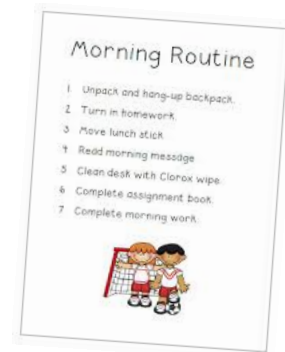 Morning Routine
1 Unpack and hang-up backpack.
2 Turn in homework.
3 Move lunch stick
4 Read morning message
5 Clean desk with Clorox wipe.
6 Complete assignment book.
7 Complete morning work.